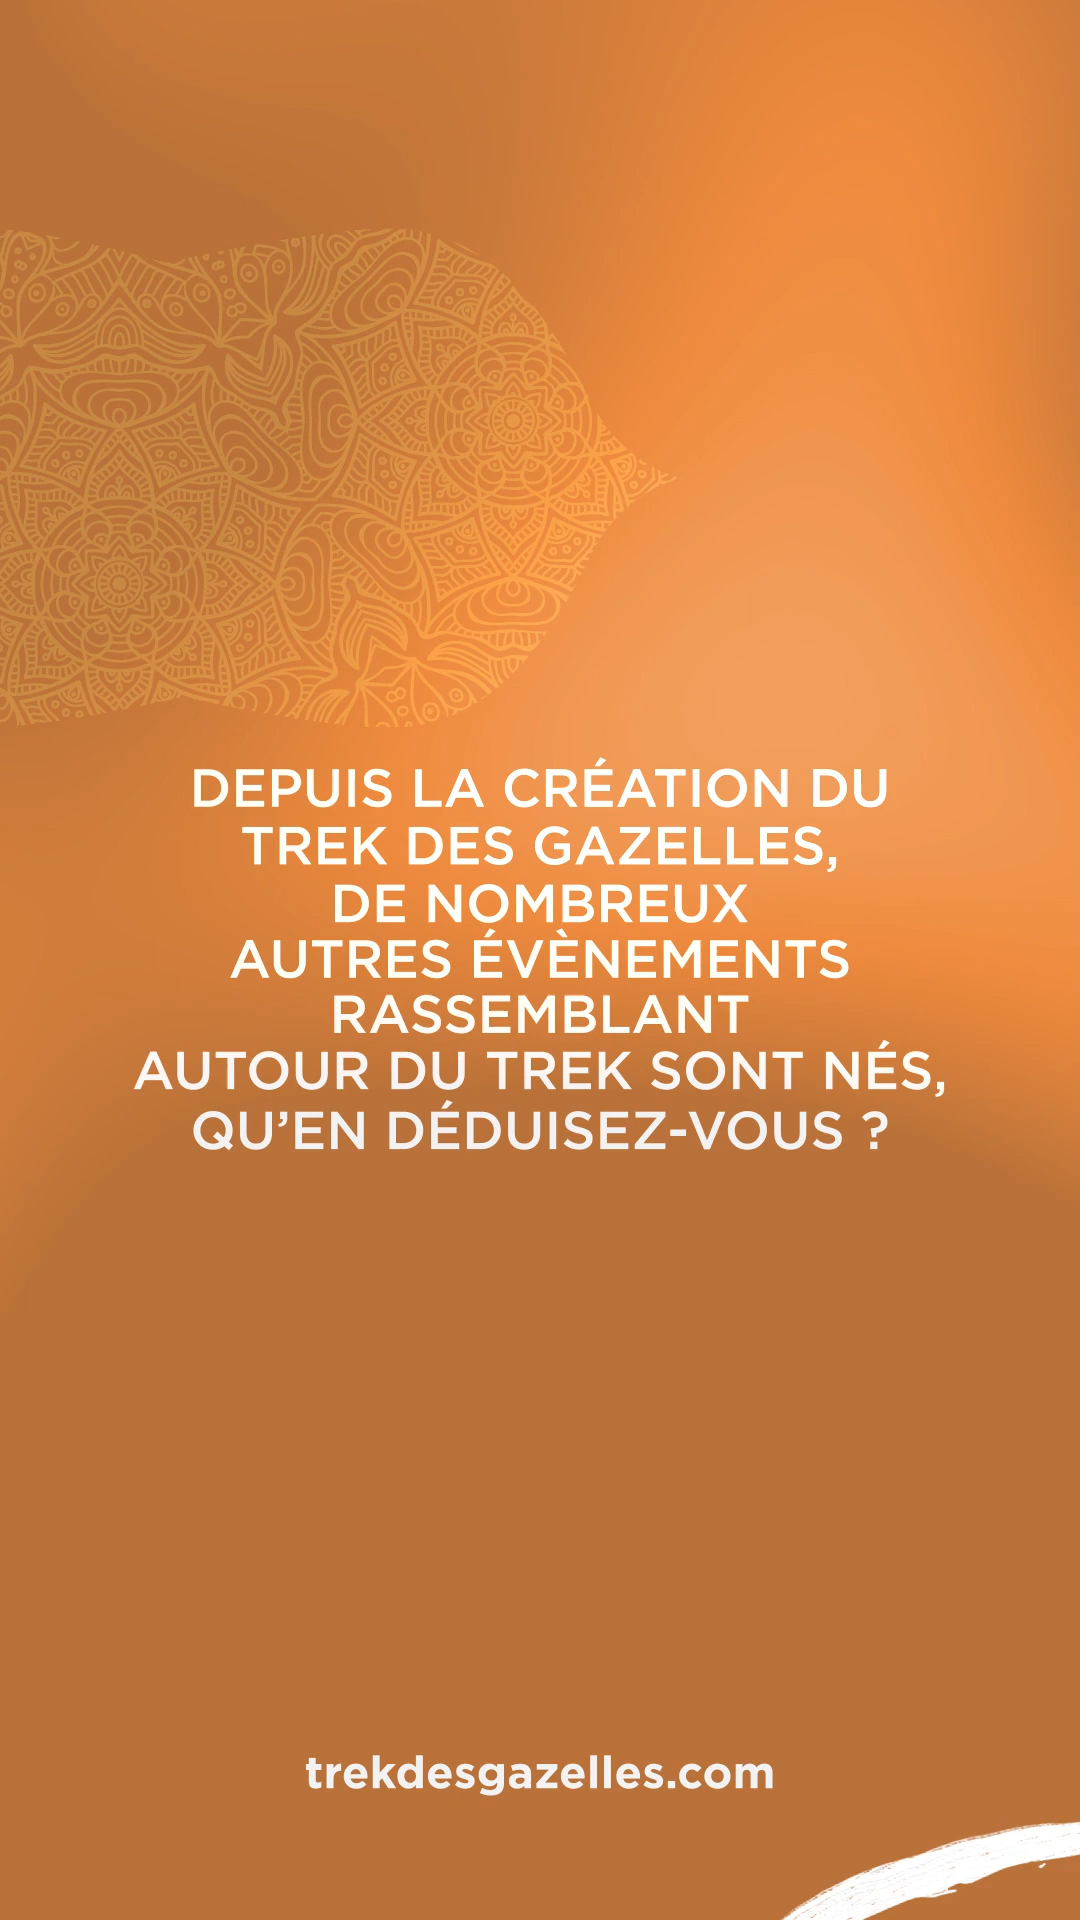 DEPUIS LA CRÉATION DU
TREK DES GAZELLES,
DE NOMBREUX
AUTRES ÉVÈNEMENTS
RASSEMBLANT
AUTOUR DU TREK SONT NÉS,
QU’EN DÉDUISEZ-VOUS ?
trekdesgazelles.com